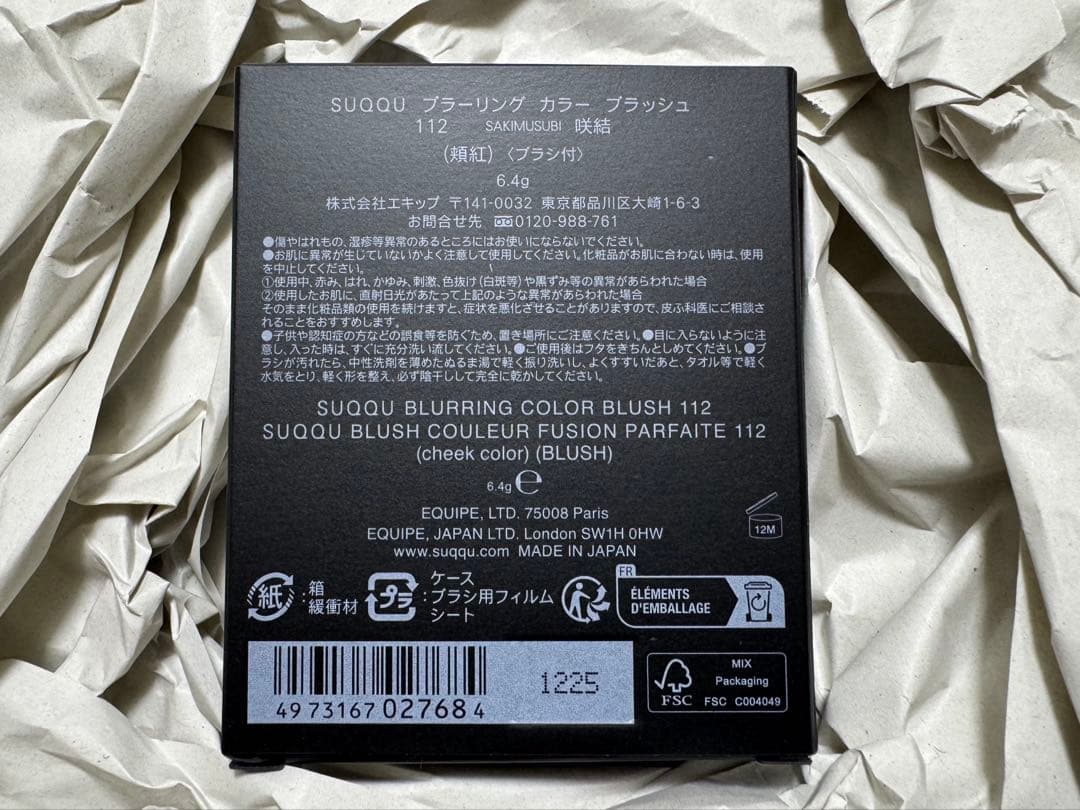 SUQQU ブラーリング カラー ブラッシュ
112 SAKIMUSUBI 咲結
(頬紅)〈ブラシ付〉
6.4g
株式会社エキップ 〒141-0032 東京都品川区大崎1-6-3
お問合せ先 0120-988-761
●傷やはれもの、湿疹等異常のあるところにはお使いにならないでください。
●お肌に異常が生じていないかよく注意して使用してください。化粧品がお肌に合わない時は、使用
を中止してください。
①使用中、赤み、はれ、かゆみ、刺激、色抜け(白斑等)や黒ずみ等の異常があらわれた場合
②使用したお肌に、直射日光があたって上記のような異常があらわれた場合
そのまま化粧品類の使用を続けますと、症状を悪化させることがありますので、皮ふ科医にご相談さ
れることをおすすめします。
●子供や認知症の方などの誤食等を防ぐため、置き場所にご注意ください。●目に入らないように注
意し、入った時は、すぐに充分洗い流してください。●ご使用後はフタをきちんとしめてください。●ブ
ラシが汚れたら、中性洗剤を薄めたぬるま湯で軽く振り洗いし、よくすすいだあと、タオル等で軽く
水気をとり、軽く形を整え、必ず陰干しして完全に乾かしてください。
SUQQU BLURRING COLOR BLUSH 112
SUQQU BLUSH COULEUR FUSION PARFAITE 112
(cheek color) (BLUSH)
6.4g ℮
EQUIPE, LTD. 75008 Paris
EQUIPE, JAPAN LTD. London SW1H 0HW
www.suqqu.com MADE IN JAPAN
12M
紙 : 箱
緩衝材
プラ : ケース
ブラシ用フィルム
シート
FR
ÉLÉMENTS
D'EMBALLAGE
4973167027684
1225
FSC
MIX
Packaging
FSC C004049